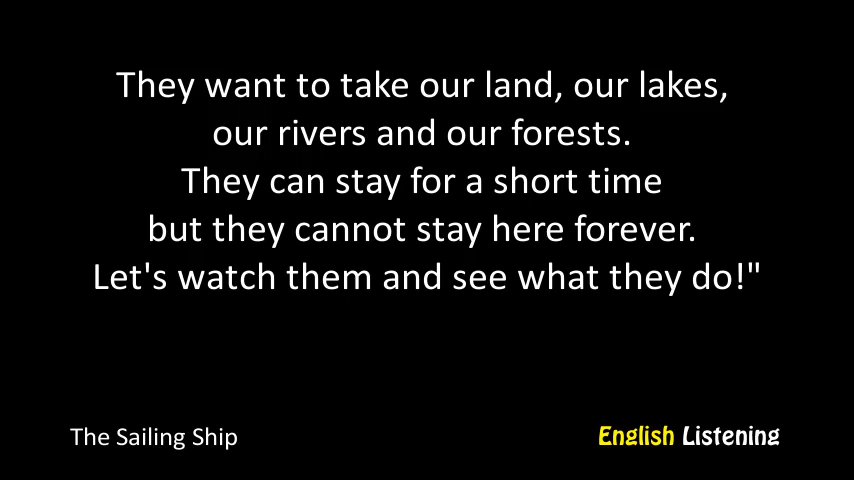 They want to take our land, our lakes,
our rivers and our forests.
They can stay for a short time
but they cannot stay here forever.
Let's watch them and see what they do!"
The Sailing Ship
English Listening